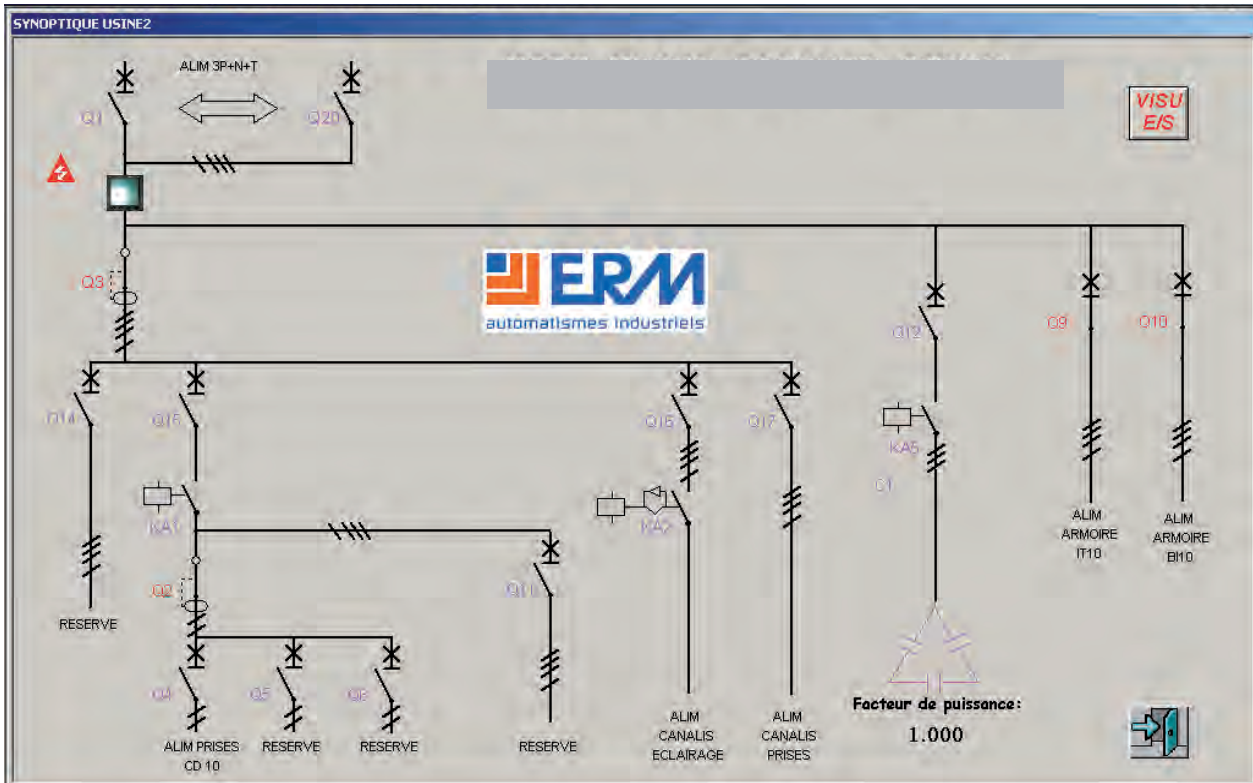 SYNOPTIQUE USINE2
ALIM 3P+N+T
Q1
Q20
VISU
E/S
Q3
ERM
automatismes industriels
Q12
Q9
Q10
Q14
Q15
Q16
Q17
KA5
C1
KA1
KA2
ALIM
ARMOIRE
IT10
ALIM
ARMOIRE
BI10
Q2
Q11
RESERVE
Q4
Q5
Facteur de puissance:
1.000
ALIM PRISES
CD 10
RESERVE
RESERVE
RESERVE
ALIM
CANALIS
ECLAIRAGE
ALIM
CANALIS
PRISES